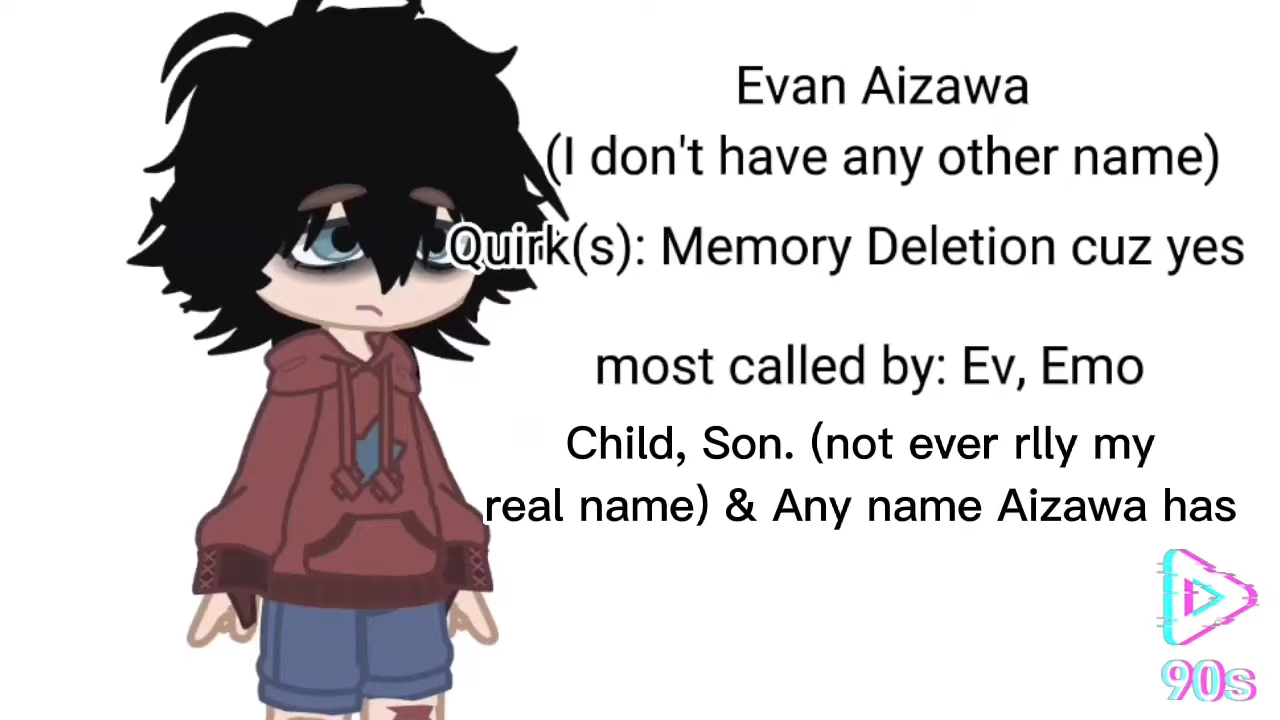 Evan Aizawa
(I don't have any other name)
Quirk(s): Memory Deletion cuz yes
most called by: Ev, Emo
Child, Son. (not ever rlly my
real name) & Any name Aizawa has
90s